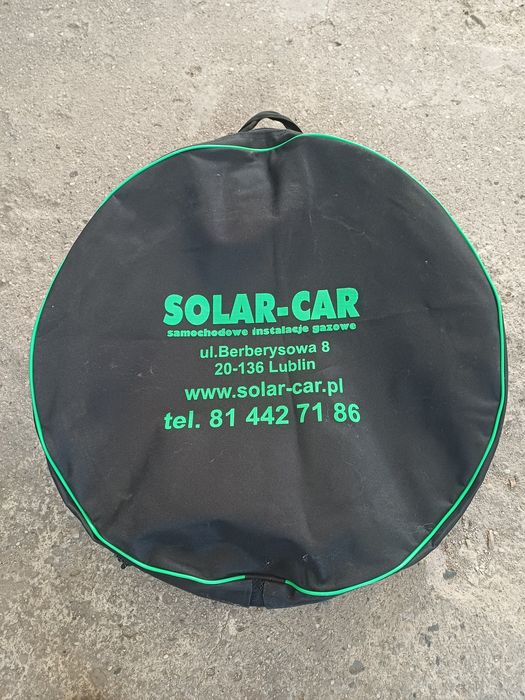 SOLAR-CAR
samochodowe instalacje gazowe
ul.Berberysowa 8
20-136 Lublin
www.solar-car.pl
tel. 81 442 71 86